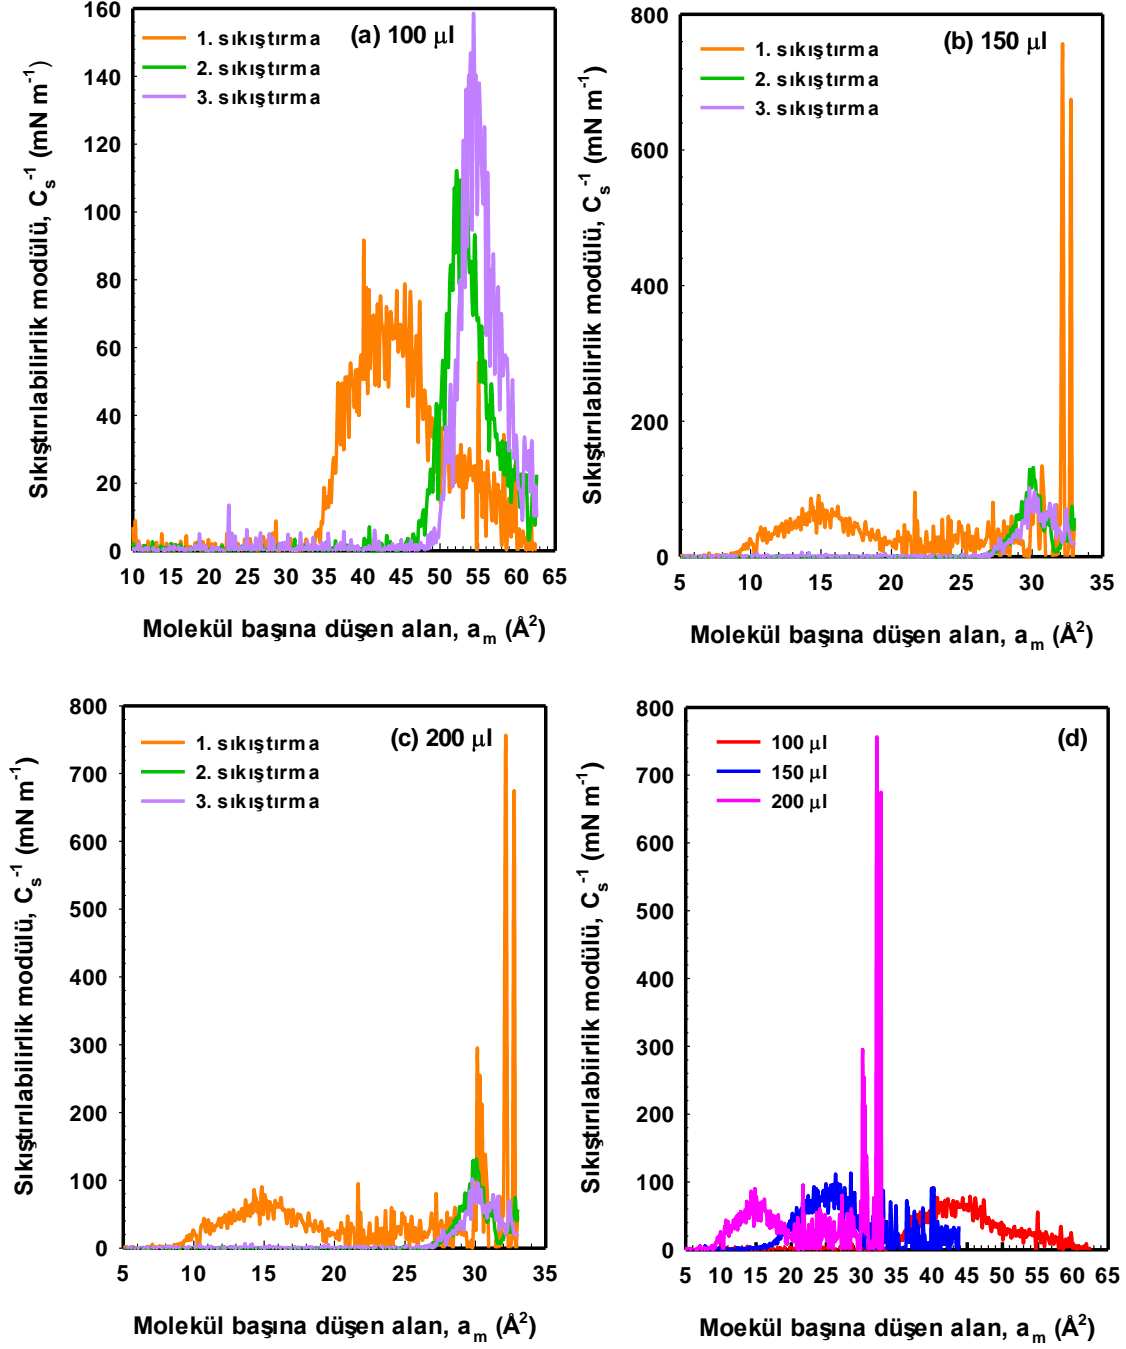 (a) 100 μl
1. sıkıştırma
2. sıkıştırma
3. sıkıştırma
160
140
120
100
80
60
40
20
0
10 15 20 25 30 35 40 45 50 55 60 65
Sıkıştırılabilirlik modülü, Cs-1 (mN m-1)
Molekül başına düşen alan, am (Å2)
(b) 150 μl
1. sıkıştırma
2. sıkıştırma
3. sıkıştırma
800
600
400
200
0
5 10 15 20 25 30 35
Sıkıştırılabilirlik modülü, Cs-1 (mN m-1)
Molekül başına düşen alan, am (Å2)
(c) 200 μl
1. sıkıştırma
2. sıkıştırma
3. sıkıştırma
800
700
600
500
400
300
200
100
0
5 10 15 20 25 30 35
Sıkıştırılabilirlik modülü, Cs-1 (mN m-1)
Molekül başına düşen alan, am (Å2)
(d)
100 μl
150 μl
200 μl
800
700
600
500
400
300
200
100
0
5 10 15 20 25 30 35 40 45 50 55 60 65
Sıkıştırılabiirlik modülü, Cs-1 (mN m-1)
Moekül başına düşen alan, am (Å2)